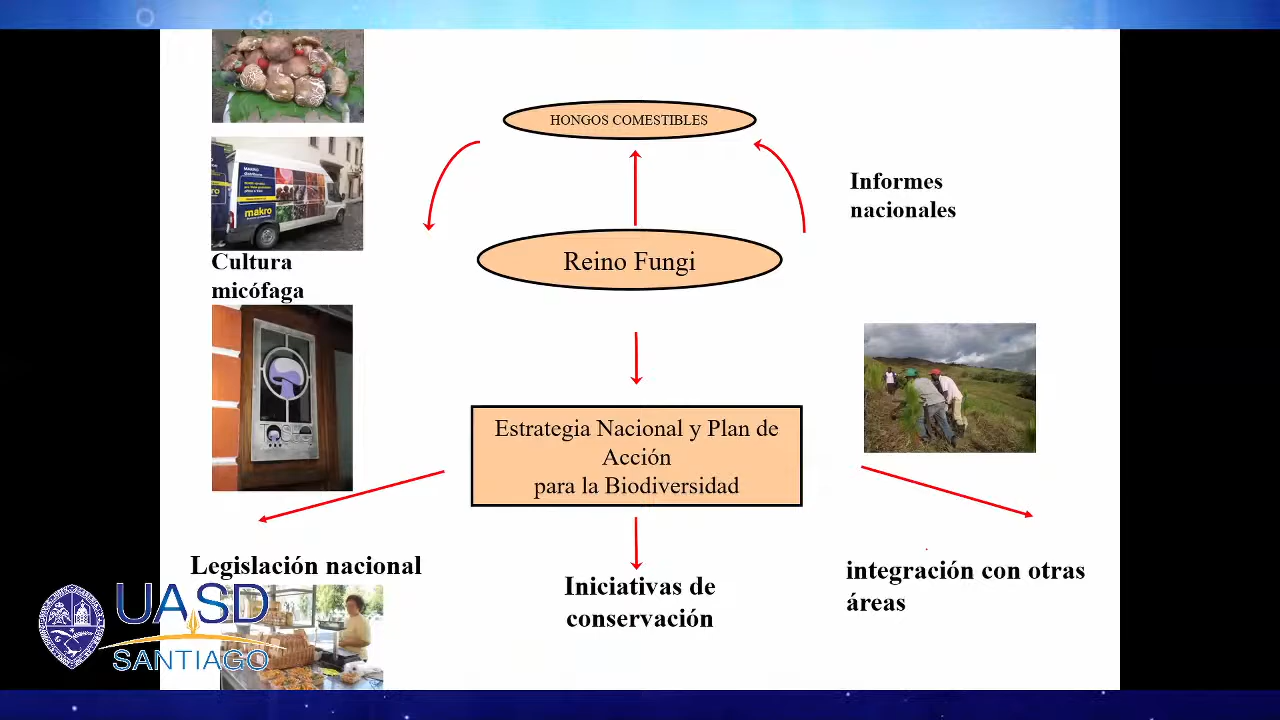 HONGOS COMESTIBLES
Informes
nacionales
makro
Reino Fungi
Cultura
micófaga
Estrategia Nacional y Plan de
Acción
para la Biodiversidad
Legislación nacional
Iniciativas de
conservación
integración con otras
áreas
UASD
SANTIAGO